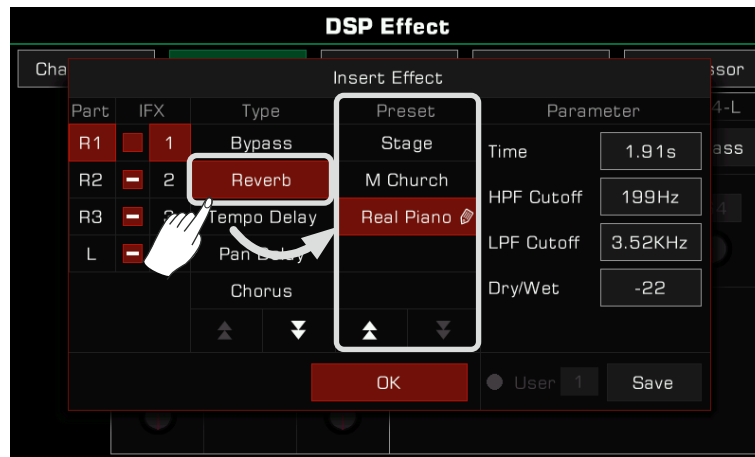 DSP Effect
Cha
ssor
Insert Effect
Part IFX Type Preset Parameter
4-L
R1 1 Bypass Stage Time 1.91s
ass
R2 2 Reverb M Church HPF Cutoff 199Hz
R3 Tempo Delay Real Piano LPF Cutoff 3.52KHz
4
L Pan Delay
Chorus Dry/Wet -22
OK User 1 Save